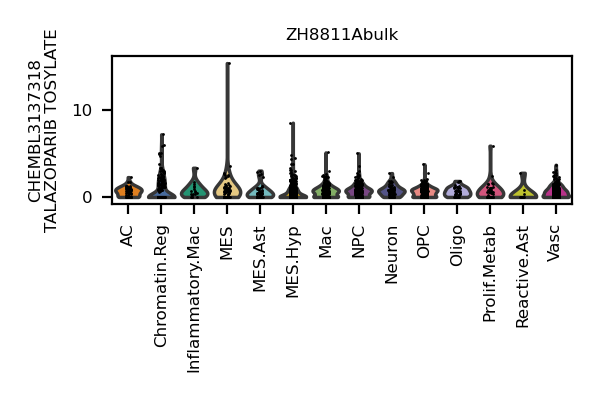 ZH8811Abulk
CHEMBL3137318
TALAZOPARIB TOSYLATE
10
0
AC
Chromatin.Reg
Inflammatory.Mac
MES
MES.Ast
MES.Hyp
Mac
NPC
Neuron
OPC
Oligo
Prolif.Metab
Reactive.Ast
Vasc